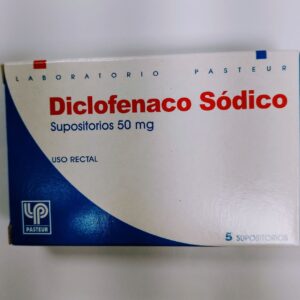 LABORATORIO PASTEUR
Diclofenaco Sódico
Supositorios 50 mg
USO RECTAL
LP
PASTEUR
5 SUPOSITORIOS